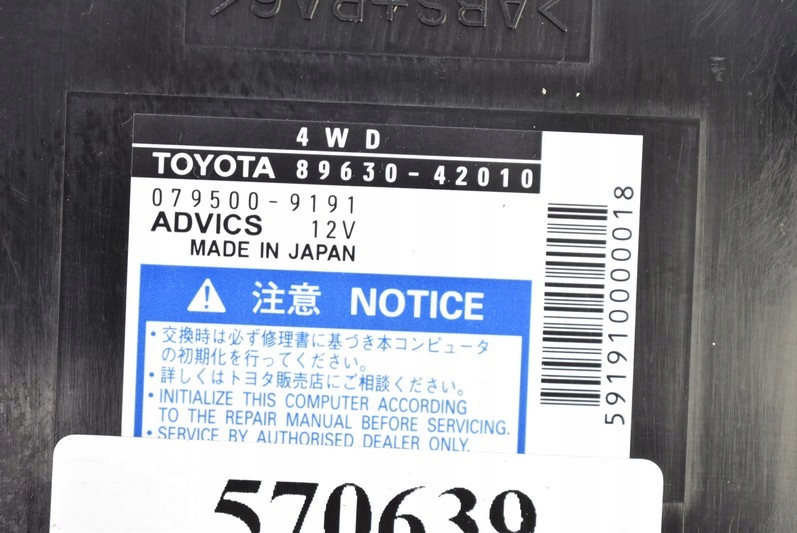 >ABS+PA6<
4WD
TOYOTA 89630-42010
079500-9191
ADVICS 12V
MADE IN JAPAN
注意 NOTICE
・交換時は必ず修理書に基づき本コンピュータ
の初期化を行ってください。
・詳しくはトヨタ販売店にご相談ください。
・INITIALIZE THIS COMPUTER ACCORDING
TO THE REPAIR MANUAL BEFORE SERVICING.
・SERVICE BY AUTHORISED DEALER ONLY.
591910000018
570639